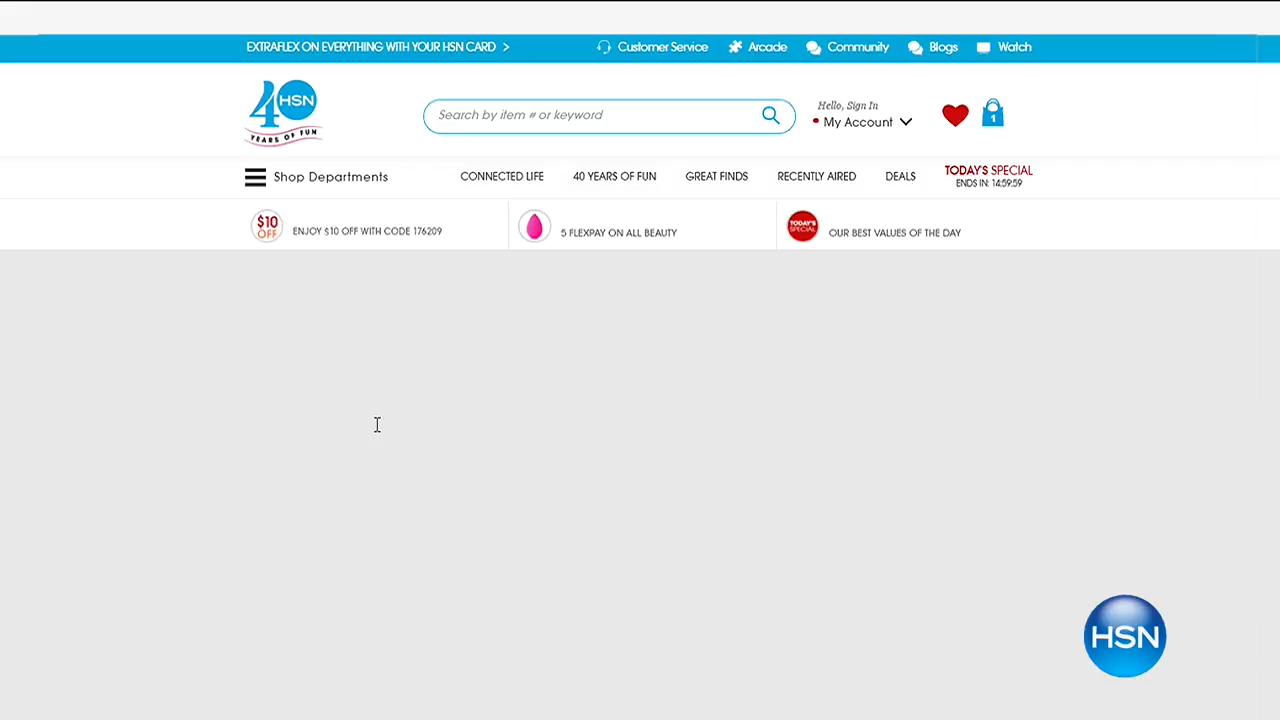 EXTRAFLEX ON EVERYTHING WITH YOUR HSN CARD >
Customer Service
Arcade
Community
Blogs
Watch
40 HSN
YEARS OF FUN
Search by item # or keyword
Hello, Sign In
My Account
1
Shop Departments
CONNECTED LIFE
40 YEARS OF FUN
GREAT FINDS
RECENTLY AIRED
DEALS
TODAY'S SPECIAL
ENDS IN: 14:59:59
$10
OFF
ENJOY $10 OFF WITH CODE 176209
5 FLEXPAY ON ALL BEAUTY
TODAY'S
SPECIAL
OUR BEST VALUES OF THE DAY
HSN